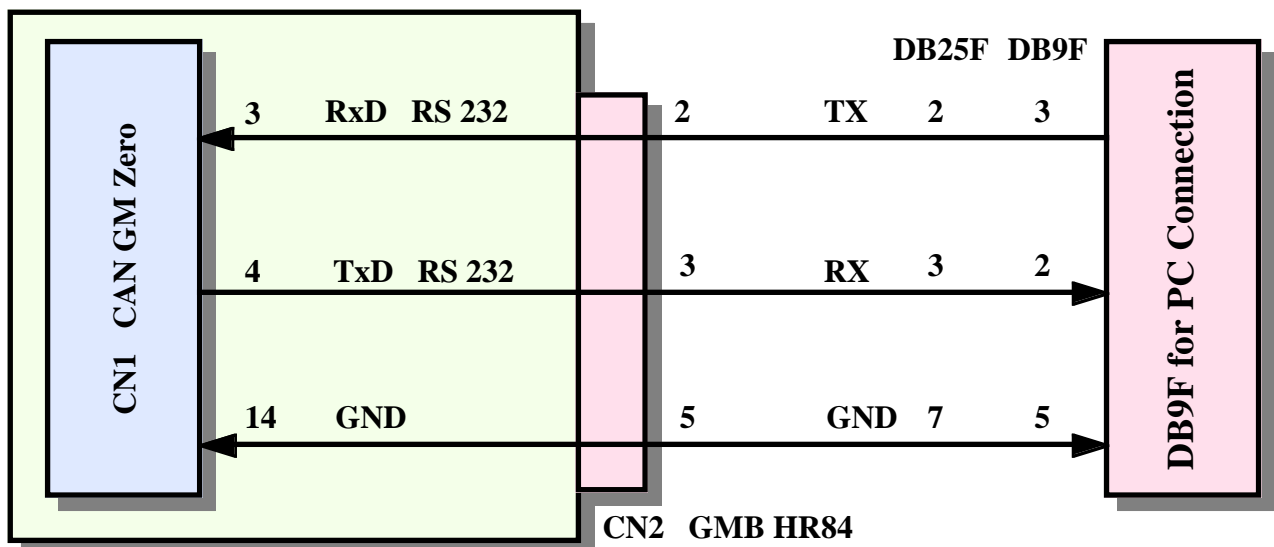 DB25F DB9F
3 RxD RS 232 2 TX 2 3
4 TxD RS 232 3 RX 3 2
14 GND 5 GND 7 5
CN1 CAN GM Zero
DB9F for PC Connection
CN2 GMB HR84